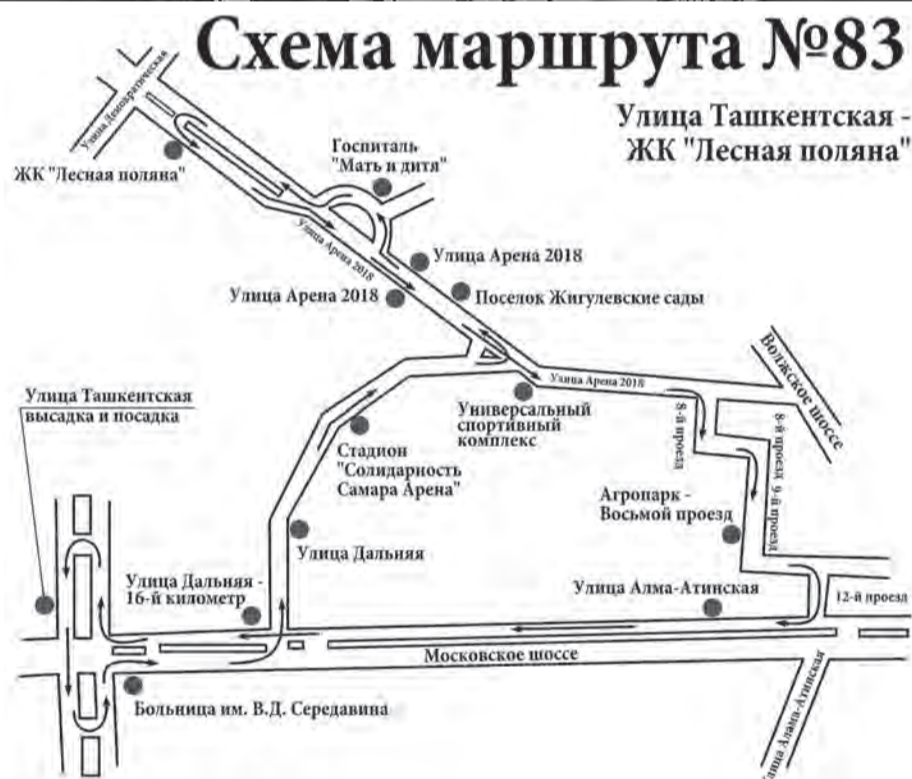 Схема маршрута №83
Улица Ташкентская -
ЖК "Лесная поляна"
Улица Демократическая
ЖК "Лесная поляна"
Госпиталь
"Мать и дитя"
Улица Арена 2018
Улица Арена 2018
Улица Арена 2018
Поселок Жигулевские сады
Волжское шоссе
Улица Арена 2018
Улица Ташкентская
высадка и посадка
Универсальный
спортивный
комплекс
8-й проезд
8-й проезд 9-й проезд
Стадион
"Солидарность
Самара Арена"
Агропарк -
Восьмой проезд
Улица Дальняя
Улица Дальняя -
16-й километр
Улица Алма-Атинская
12-й проезд
Московское шоссе
Больница им. В.Д. Середавина
Улица Алама-Атинская